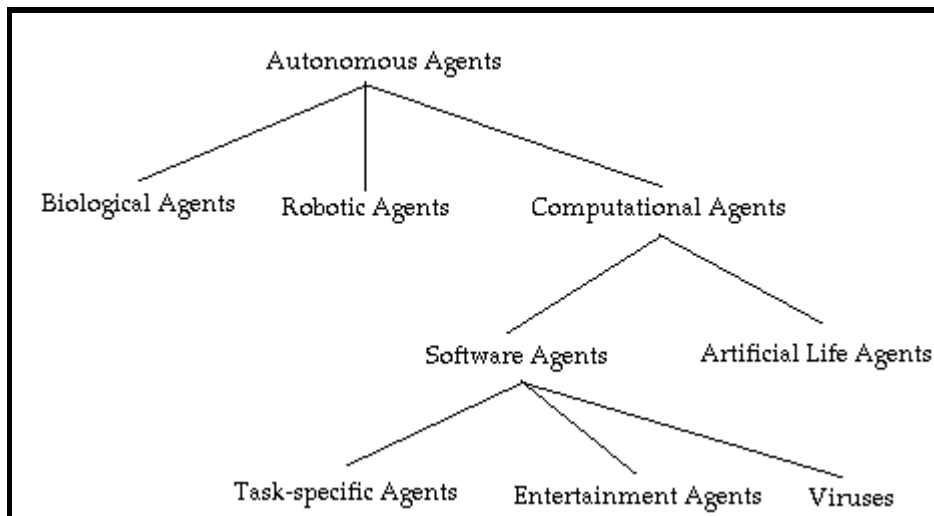 Autonomous Agents
Biological Agents
Robotic Agents
Computational Agents
Software Agents
Artificial Life Agents
Task-specific Agents
Entertainment Agents
Viruses